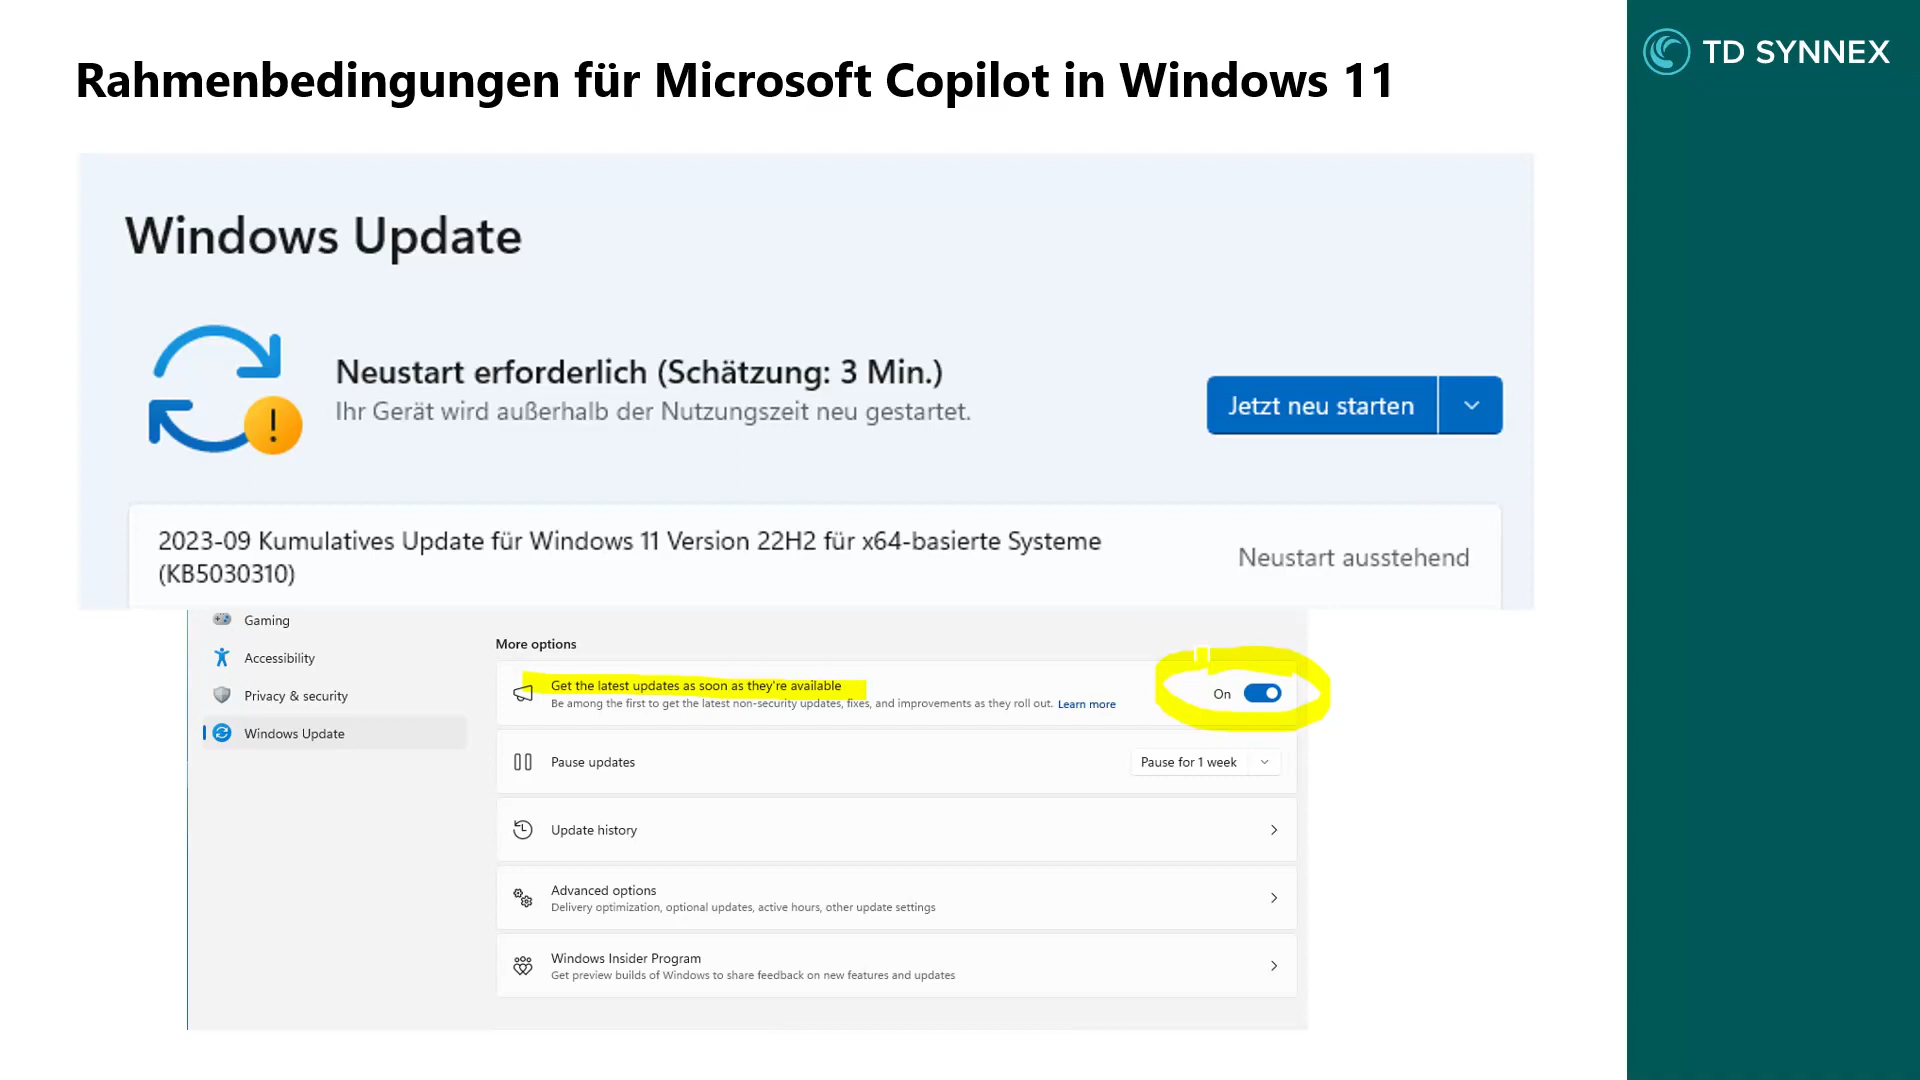 Rahmenbedingungen für Microsoft Copilot in Windows 11
TD SYNNEX
Windows Update
Neustart erforderlich (Schätzung: 3 Min.)
Ihr Gerät wird außerhalb der Nutzungszeit neu gestartet.
Jetzt neu starten
2023-09 Kumulatives Update für Windows 11 Version 22H2 für x64-basierte Systeme
(KB5030310)
Neustart ausstehend
Gaming
Accessibility
Privacy & security
Windows Update
More options
Get the latest updates as soon as they're available
Be among the first to get the latest non-security updates, fixes, and improvements as they roll out. Learn more
On
Pause updates
Pause for 1 week
Update history
Advanced options
Delivery optimization, optional updates, active hours, other update settings
Windows Insider Program
Get preview builds of Windows to share feedback on new features and updates